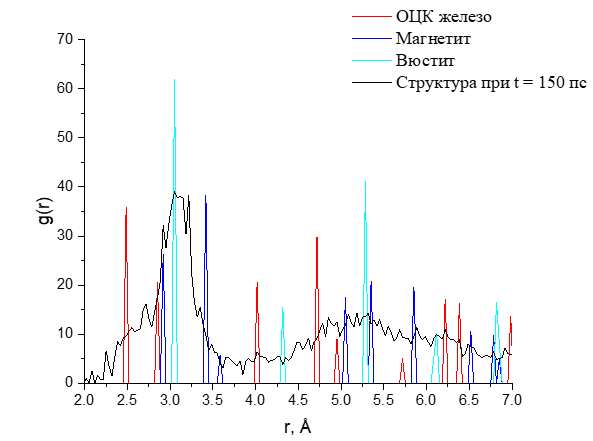 ОЦК железо
Магнетит
Вюстит
Структура при t = 150 пс
70
60
50
40
30
20
10
0
g(r)
2.0 2.5 3.0 3.5 4.0 4.5 5.0 5.5 6.0 6.5 7.0
r, Å